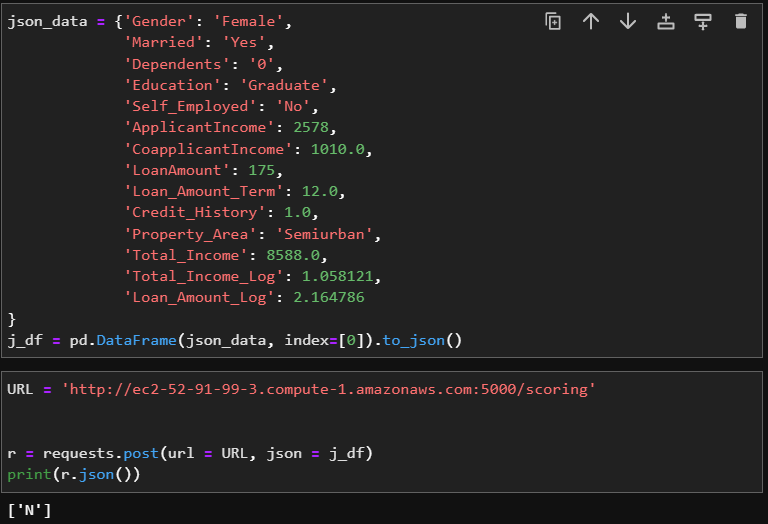 json_data = {'Gender': 'Female',
'Married': 'Yes',
'Dependents': '0',
'Education': 'Graduate',
'Self_Employed': 'No',
'ApplicantIncome': 2578,
'CoapplicantIncome': 1010.0,
'LoanAmount': 175,
'Loan_Amount_Term': 12.0,
'Credit_History': 1.0,
'Property_Area': 'Semiurban',
'Total_Income': 8588.0,
'Total_Income_Log': 1.058121,
'Loan_Amount_Log': 2.164786
}
j_df = pd.DataFrame(json_data, index=[0]).to_json()
URL = 'http://ec2-52-91-99-3.compute-1.amazonaws.com:5000/scoring'
r = requests.post(url = URL, json = j_df)
print(r.json())
['N']